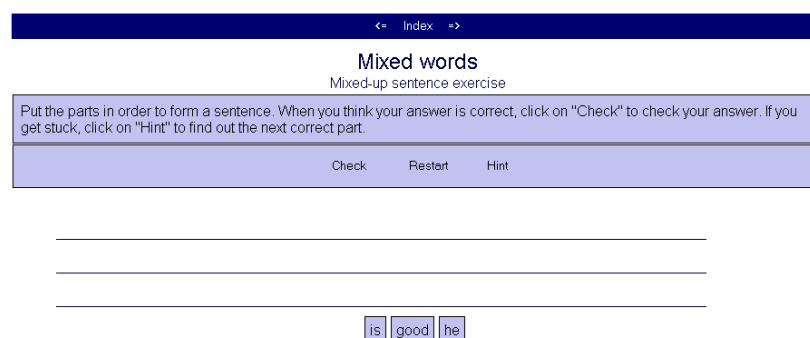 <= Index =>
Mixed words
Mixed-up sentence exercise
Put the parts in order to form a sentence. When you think your answer is correct, click on "Check" to check your answer. If you
get stuck, click on "Hint" to find out the next correct part.
Check Restart Hint
is good he